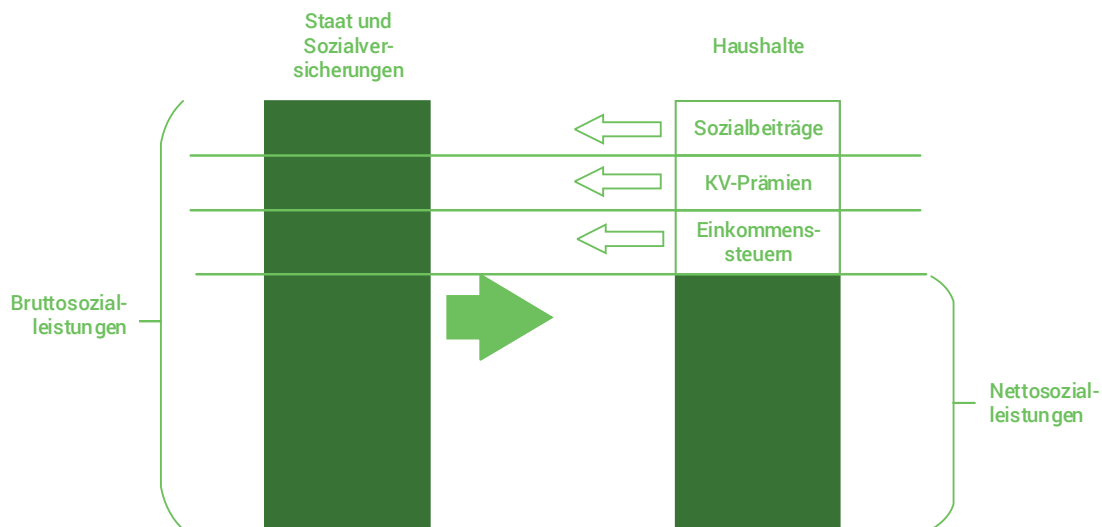 Staat und
Sozialver-
sicherungen
Haushalte
Sozialbeiträge
KV-Prämien
Einkommens-
steuern
Bruttosozial-
leistungen
Nettosozial-
leistungen